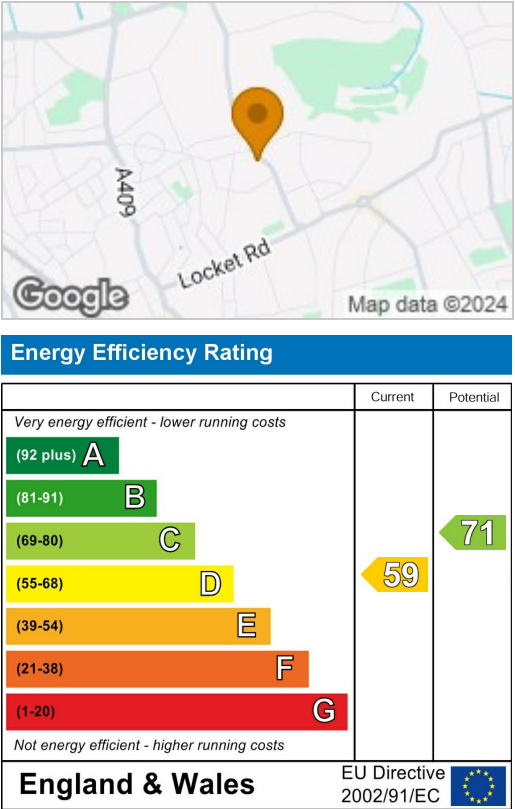 A409
Locket Rd
Google
Map data ©2024
Energy Efficiency Rating
Current
Potential
Very energy efficient - lower running costs
(92 plus) A
(81-91) B
(69-80) C
71
(55-68) D
59
(39-54) E
(21-38) F
(1-20) G
Not energy efficient - higher running costs
England & Wales
EU Directive
2002/91/EC